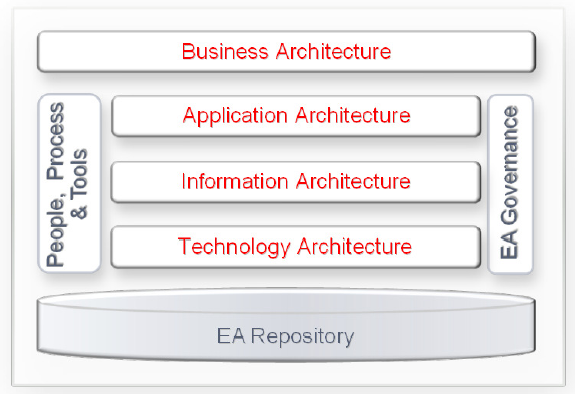 Business Architecture
People, Process
& Tools
Application Architecture
Information Architecture
Technology Architecture
EA Governance
EA Repository